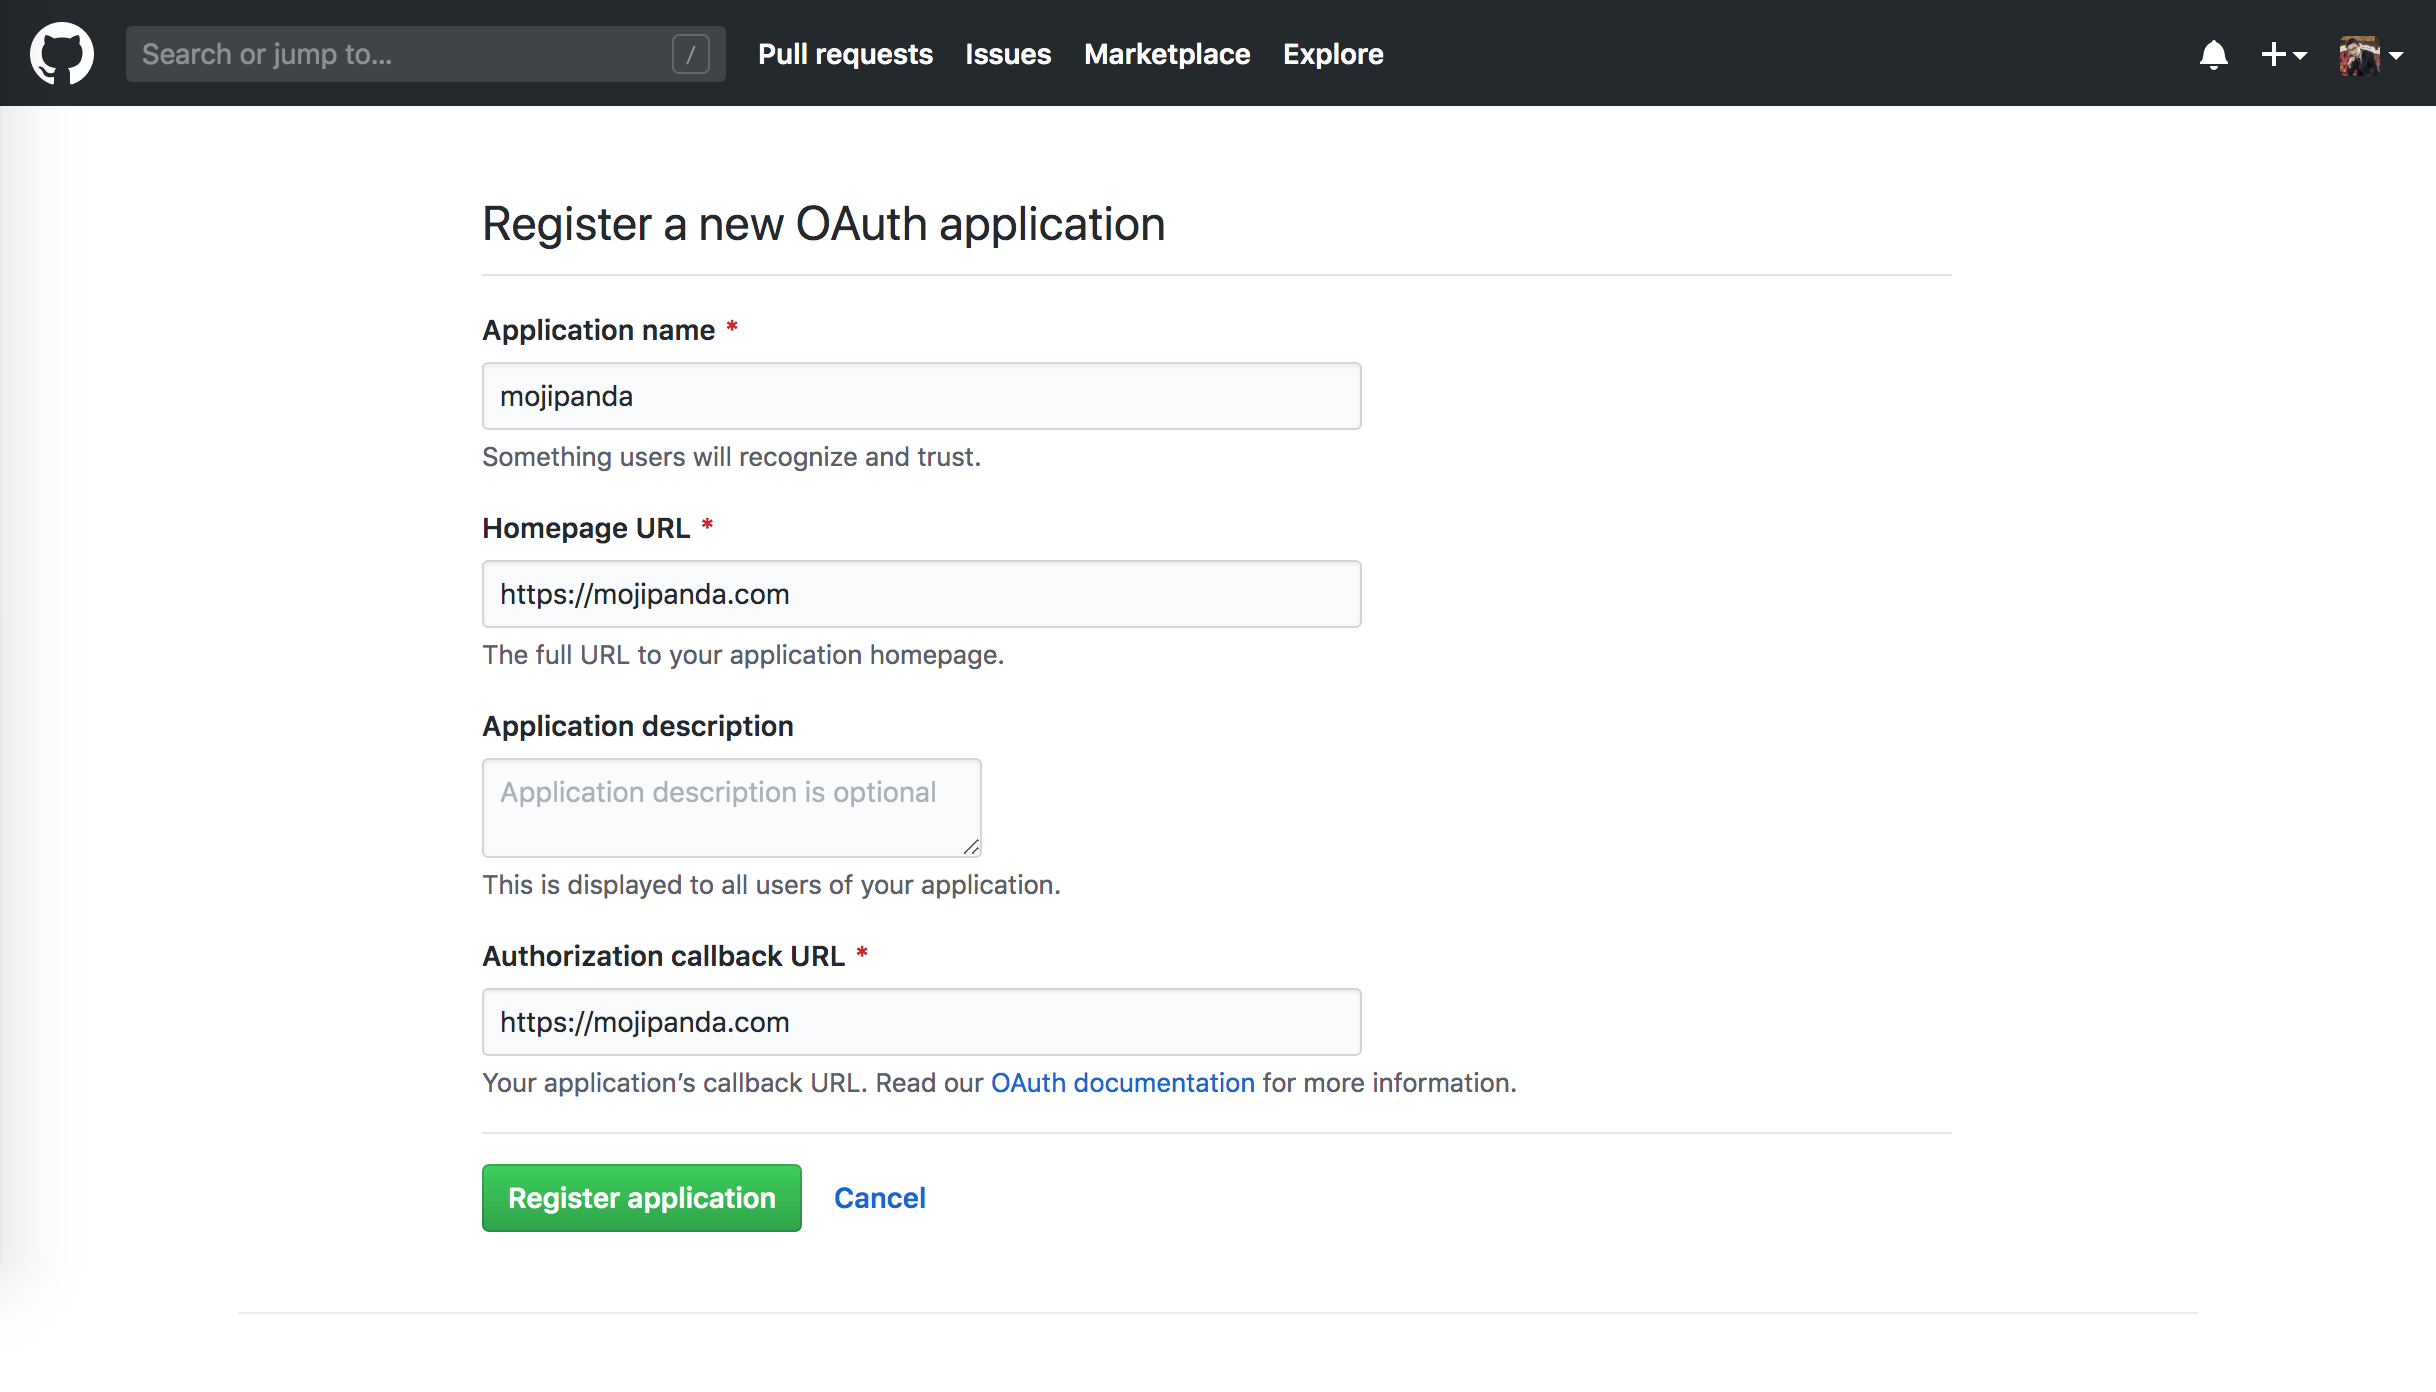 Search or jump to... /
Pull requests Issues Marketplace Explore
Register a new OAuth application
Application name *
mojipanda
Something users will recognize and trust.
Homepage URL *
https://mojipanda.com
The full URL to your application homepage.
Application description
Application description is optional
This is displayed to all users of your application.
Authorization callback URL *
https://mojipanda.com
Your application’s callback URL. Read our OAuth documentation for more information.
Register application Cancel